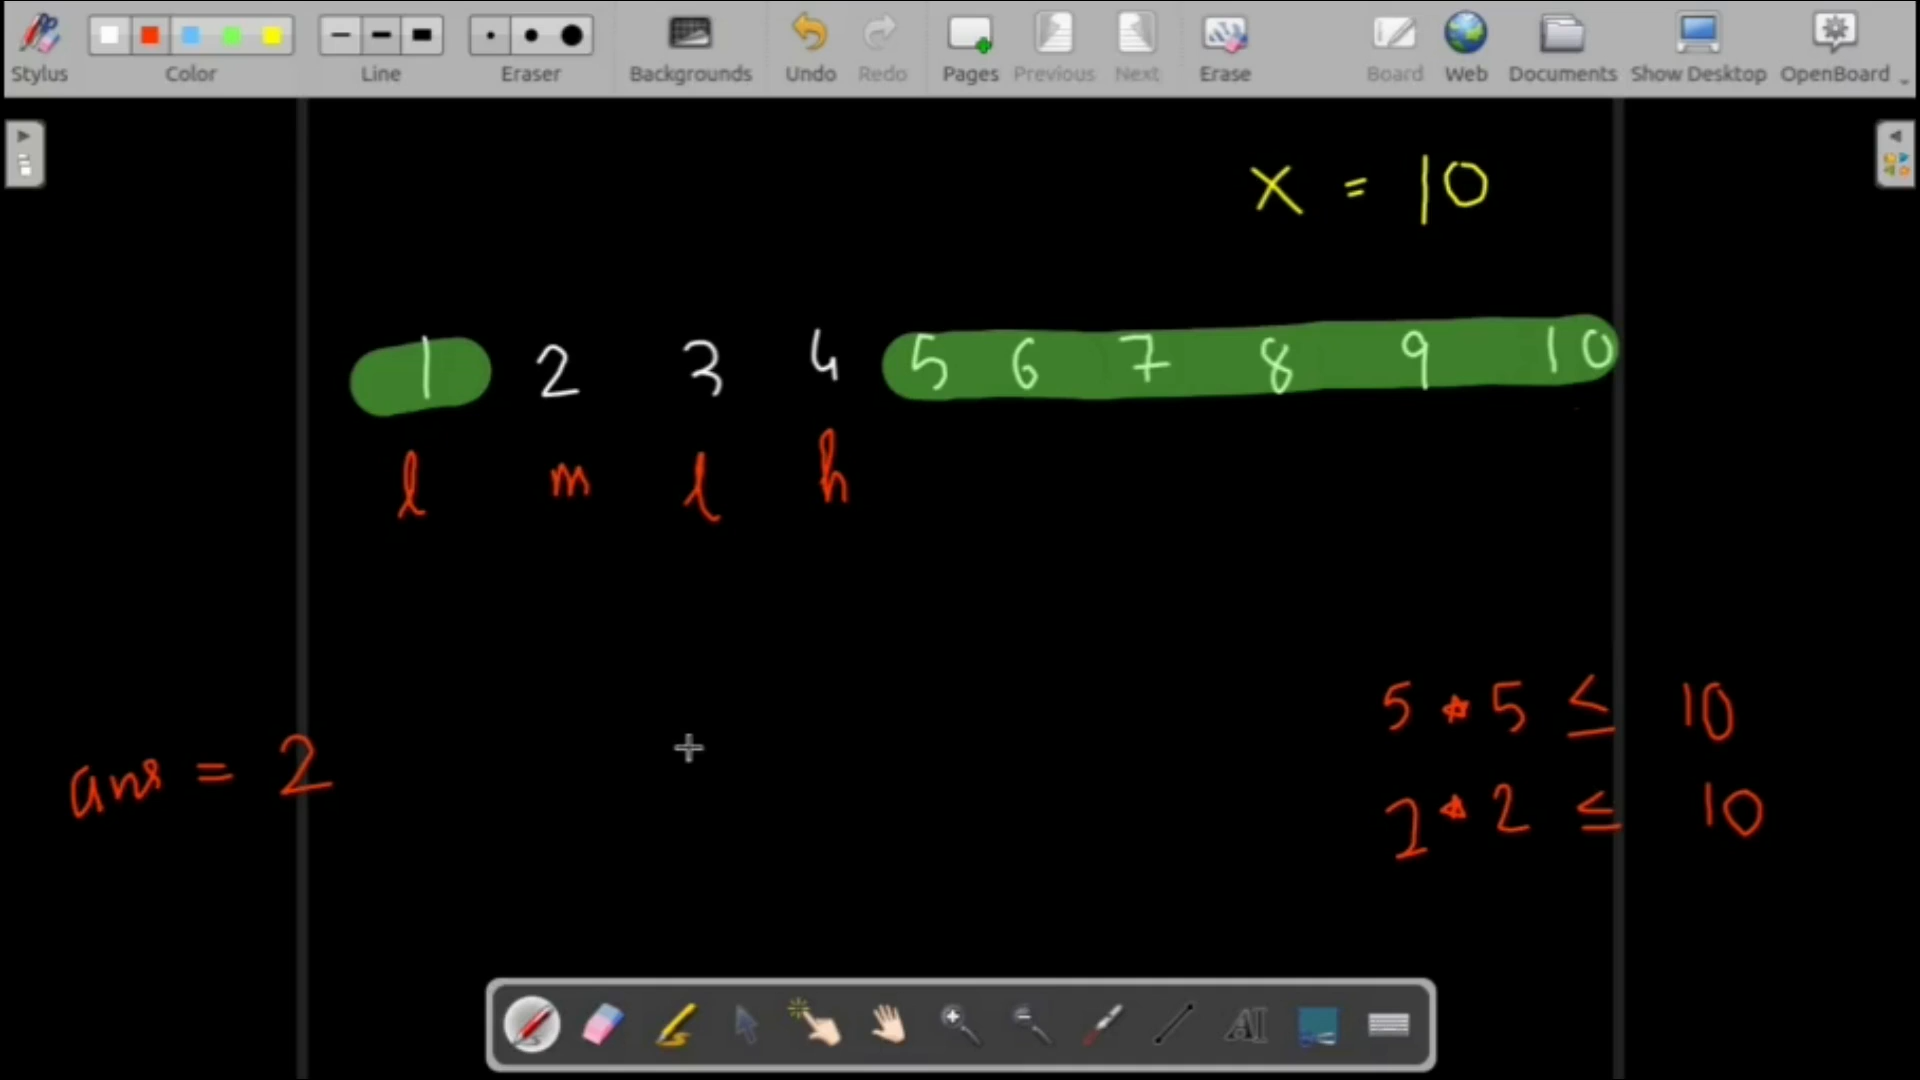 Stylus Color Line Eraser Backgrounds Undo Redo Pages Previous Next Erase Board Web Documents Show Desktop OpenBoard
x = 10
1 2 3 4 5 6 7 8 9 10
l m l h
5 * 5 ≤ 10
ans = 2
2 * 2 ≤ 10
AI